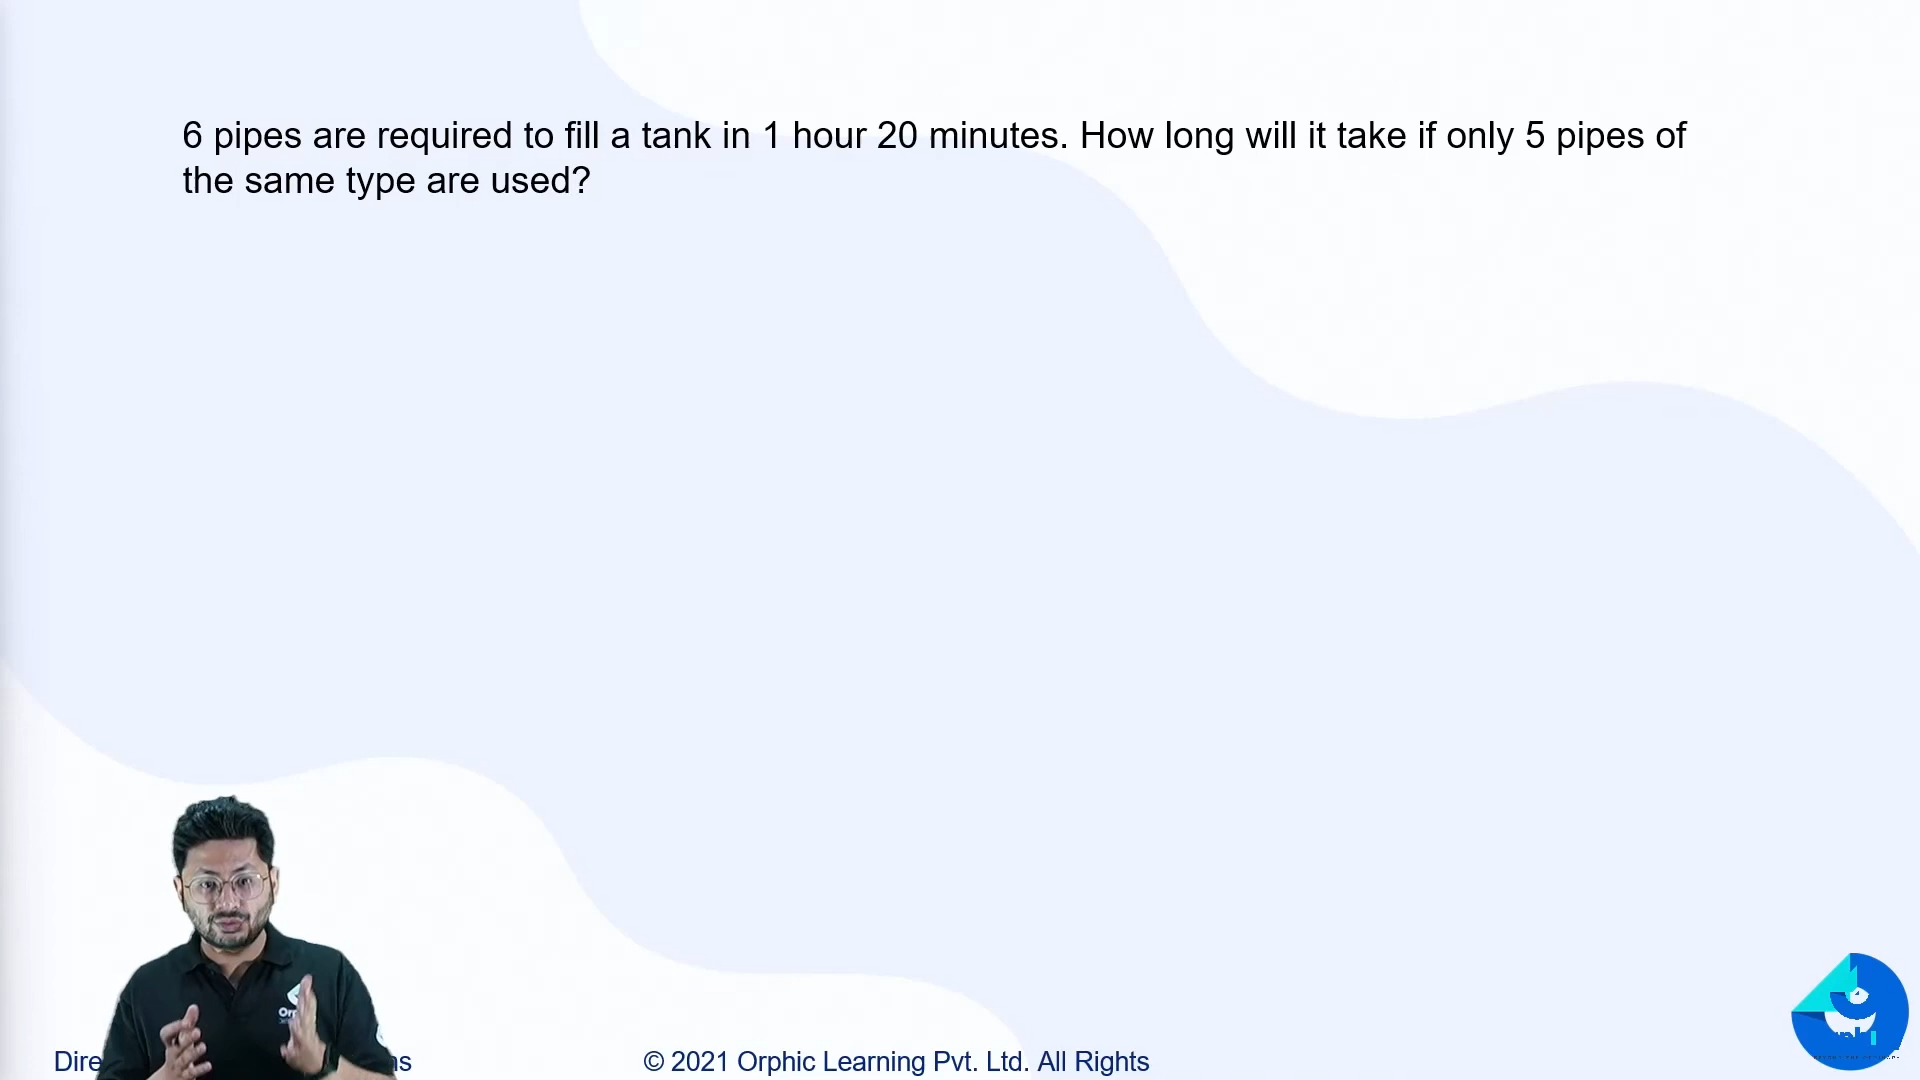 6 pipes are required to fill a tank in 1 hour 20 minutes. How long will it take if only 5 pipes of
the same type are used?
© 2021 Orphic Learning Pvt. Ltd. All Rights